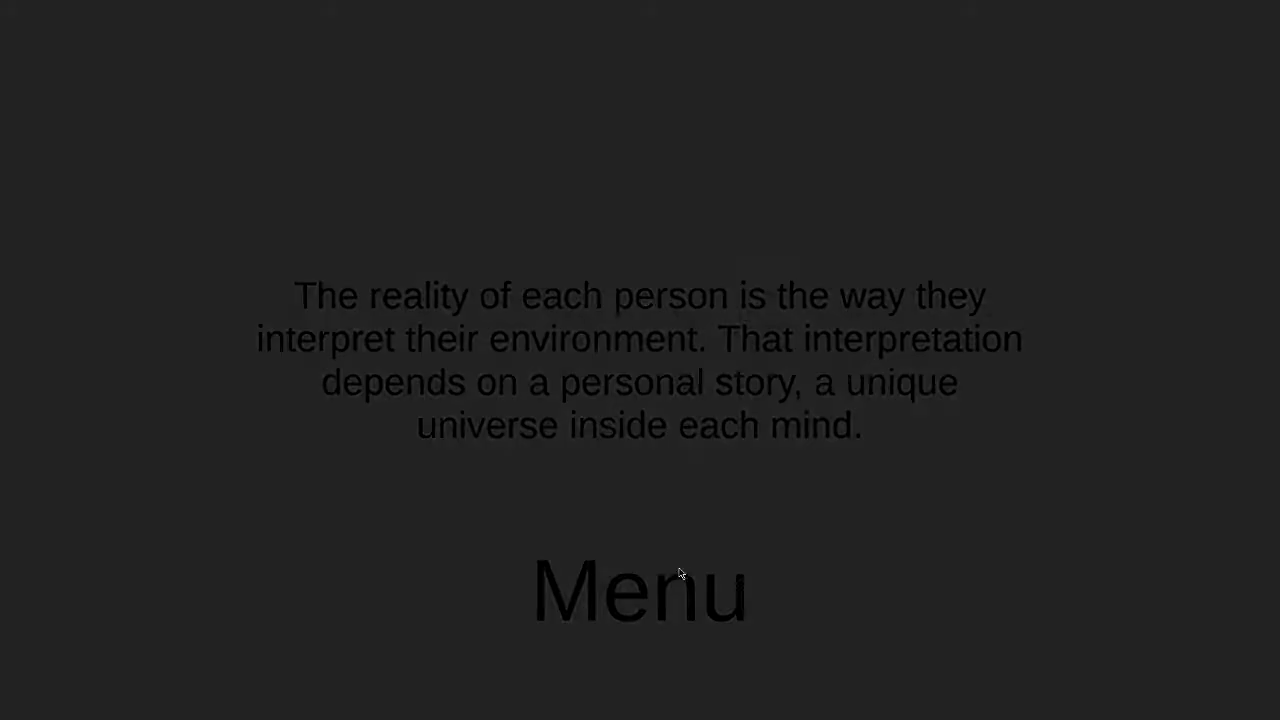 The reality of each person is the way they
interpret their environment. That interpretation
depends on a personal story, a unique
universe inside each mind.
Menu